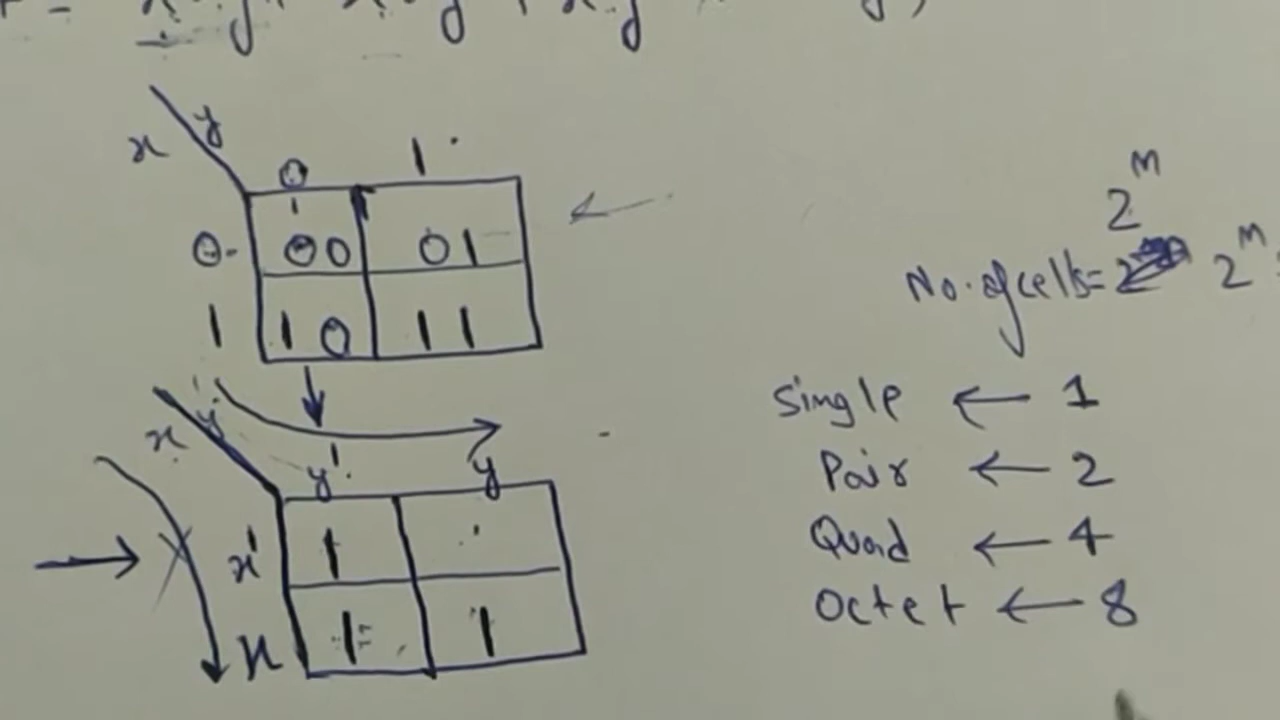 x y
0 1
0 00 01
1 10 11
2^m
No. of cells = 2 2^m
x y
y' y
x' 1
x 1 1
Single ← 1
Pair ← 2
Quad ← 4
Octet ← 8